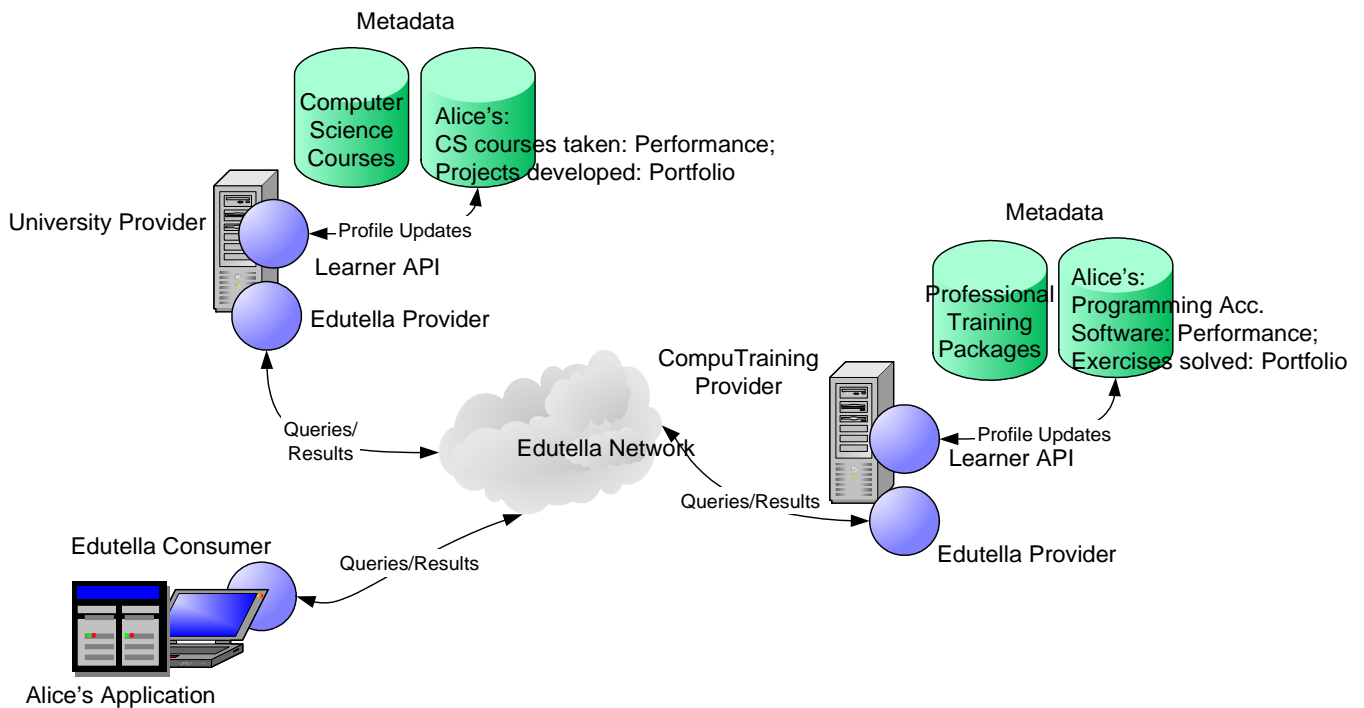 Metadata
Computer
Science
Courses
Alice's:
CS courses taken: Performance;
Projects developed: Portfolio
University Provider
Profile Updates
Learner API
Edutella Provider
Metadata
Professional
Training
Packages
Alice's:
Programming Acc.
Software: Performance;
Exercises solved: Portfolio
CompuTraining
Provider
Profile Updates
Learner API
Edutella Provider
Queries/
Results
Edutella Network
Queries/Results
Edutella Consumer
Queries/Results
Alice's Application